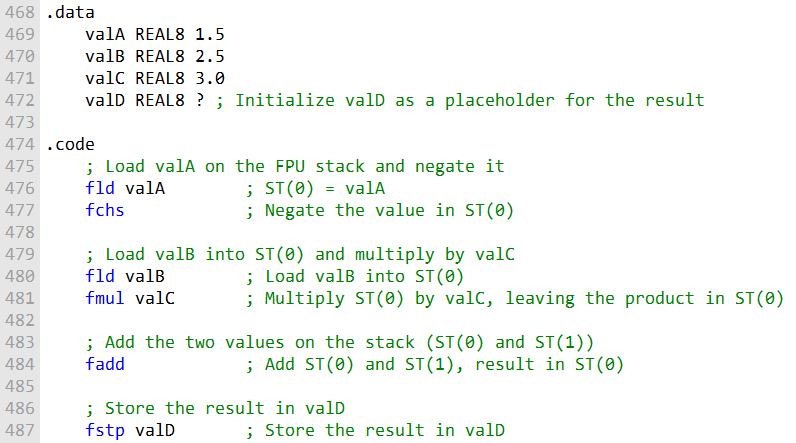 468 .data
469     valA REAL8 1.5
470     valB REAL8 2.5
471     valC REAL8 3.0
472     valD REAL8 ? ; Initialize valD as a placeholder for the result
473
474 .code
475     ; Load valA on the FPU stack and negate it
476     fld valA        ; ST(0) = valA
477     fchs            ; Negate the value in ST(0)
478
479     ; Load valB into ST(0) and multiply by valC
480     fld valB        ; Load valB into ST(0)
481     fmul valC       ; Multiply ST(0) by valC, leaving the product in ST(0)
482
483     ; Add the two values on the stack (ST(0) and ST(1))
484     fadd            ; Add ST(0) and ST(1), result in ST(0)
485
486     ; Store the result in valD
487     fstp valD       ; Store the result in valD